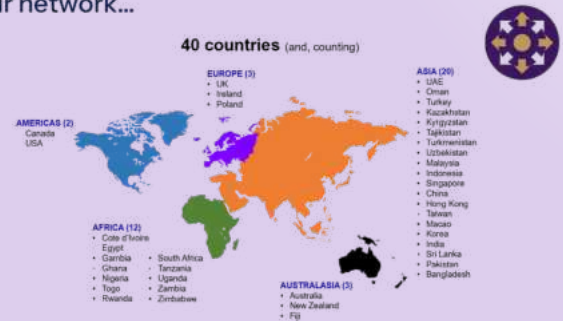 ir network...
40 countries (and, counting)
EUROPE (3)
• UK
• Ireland
• Poland
AMERICAS (2)
Canada
USA
ASIA (20)
• UAE
• Oman
• Turkey
• Kazakhstan
• Kyrgyzstan
• Tajikistan
• Turkmenistan
• Uzbekistan
• Malaysia
• Indonesia
• Singapore
• China
• Hong Kong
• Taiwan
• Macao
• Korea
• India
• Sri Lanka
• Pakistan
• Bangladesh
AFRICA (12)
• Cote d'Ivoire
Egypt
• Gambia
• Ghana
• Nigeria
• Togo
• Rwanda
• South Africa
• Tanzania
• Uganda
• Zambia
• Zimbabwe
AUSTRALASIA (3)
• Australia
• New Zealand
• Fiji